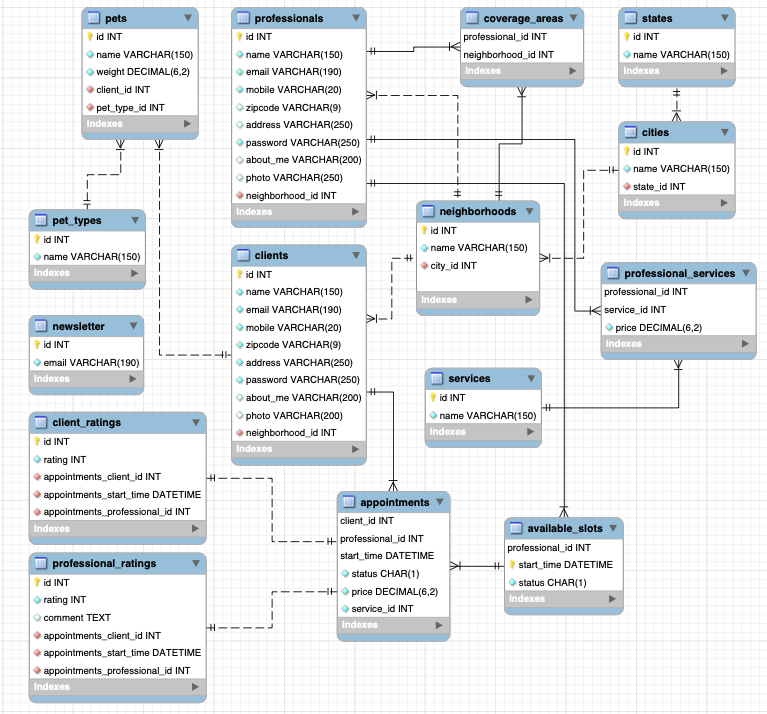 pets
id INT
name VARCHAR(150)
weight DECIMAL(6,2)
client_id INT
pet_type_id INT
Indexes
professionals
id INT
name VARCHAR(150)
email VARCHAR(190)
mobile VARCHAR(20)
zipcode VARCHAR(9)
address VARCHAR(250)
password VARCHAR(250)
about_me VARCHAR(200)
photo VARCHAR(250)
neighborhood_id INT
Indexes
coverage_areas
professional_id INT
neighborhood_id INT
Indexes
states
id INT
name VARCHAR(150)
Indexes
cities
id INT
name VARCHAR(150)
state_id INT
Indexes
pet_types
id INT
name VARCHAR(150)
Indexes
neighborhoods
id INT
name VARCHAR(150)
city_id INT
Indexes
clients
id INT
name VARCHAR(150)
email VARCHAR(190)
mobile VARCHAR(20)
zipcode VARCHAR(9)
address VARCHAR(250)
password VARCHAR(250)
about_me VARCHAR(200)
photo VARCHAR(200)
neighborhood_id INT
Indexes
professional_services
professional_id INT
service_id INT
price DECIMAL(6,2)
Indexes
newsletter
id INT
email VARCHAR(190)
Indexes
services
id INT
name VARCHAR(150)
Indexes
client_ratings
id INT
rating INT
appointments_client_id INT
appointments_start_time DATETIME
appointments_professional_id INT
Indexes
appointments
client_id INT
professional_id INT
start_time DATETIME
status CHAR(1)
price DECIMAL(6,2)
service_id INT
Indexes
available_slots
professional_id INT
start_time DATETIME
status CHAR(1)
Indexes
professional_ratings
id INT
rating INT
comment TEXT
appointments_client_id INT
appointments_start_time DATETIME
appointments_professional_id INT
Indexes